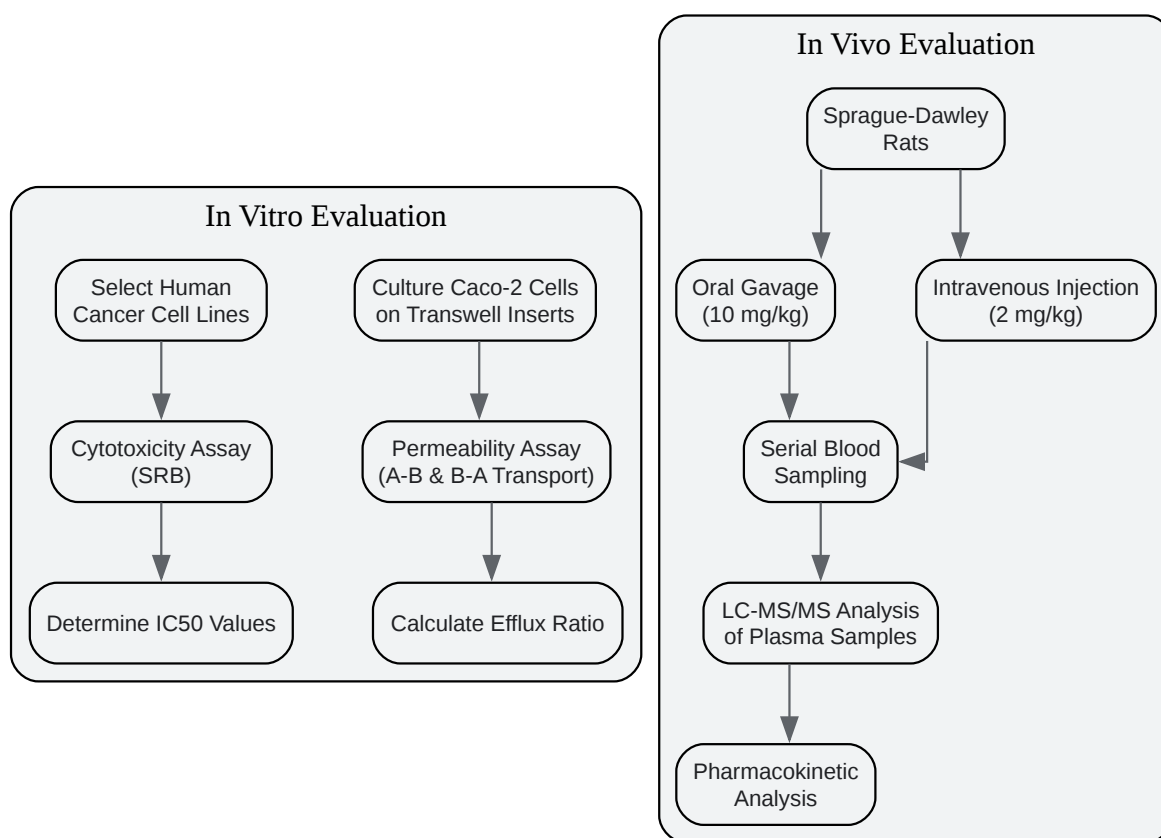 In Vitro Evaluation
Select Human
Cancer Cell Lines
Cytotoxicity Assay
(SRB)
Determine IC50 Values
Culture Caco-2 Cells
on Transwell Inserts
Permeability Assay
(A-B & B-A Transport)
Calculate Efflux Ratio
In Vivo Evaluation
Sprague-Dawley
Rats
Oral Gavage
(10 mg/kg)
Intravenous Injection
(2 mg/kg)
Serial Blood
Sampling
LC-MS/MS Analysis
of Plasma Samples
Pharmacokinetic
Analysis